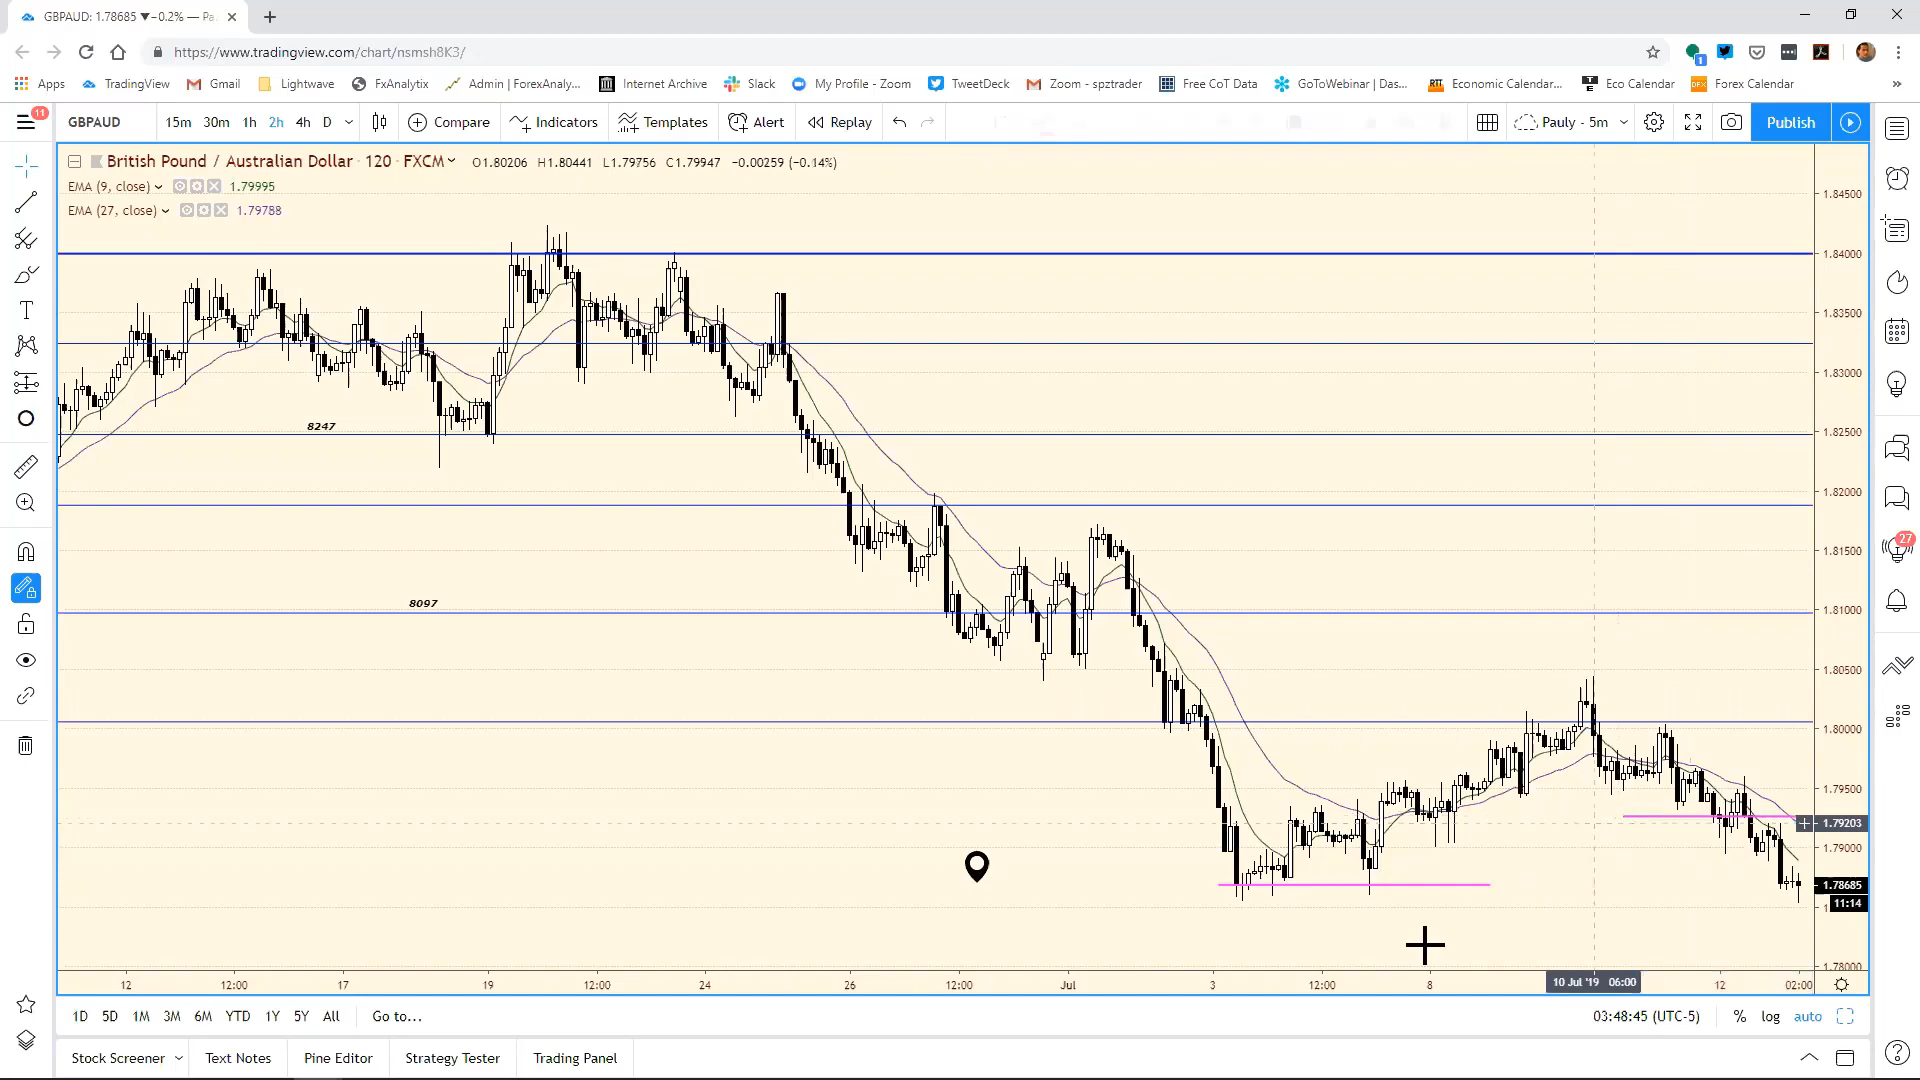 GBPAUD: 1.78685 ▼−0.2% — Pa
https://www.tradingview.com/chart/nsmsh8K3/
1
Apps TradingView Gmail Lightwave FxAnalytix Admin | ForexAnaly... Internet Archive Slack My Profile - Zoom TweetDeck Zoom - spztrader Free CoT Data GoToWebinar | Das... Economic Calendar... Eco Calendar Forex Calendar »
11 GBPAUD 15m 30m 1h 2h 4h D Compare Indicators Templates Alert Replay Pauly - 5m Publish
British Pound / Australian Dollar · 120 · FXCM O1.80206 H1.80441 L1.79756 C1.79947 −0.00259 (−0.14%)
EMA (9, close) 1.79995
EMA (27, close) 1.79788
1.84500
1.84000
1.83500
1.83000
8247
1.82500
1.82000
1.81500
27
8097
1.81000
1.80500
1.80000
1.79500
1.79203
1.79000
1.78685
11:14
1.78000
12 12:00 17 19 12:00 24 26 12:00 Jul 3 12:00 8 10 Jul '19 06:00 12 02:00
1D 5D 1M 3M 6M YTD 1Y 5Y All Go to... 03:48:45 (UTC-5) % log auto
Stock Screener Text Notes Pine Editor Strategy Tester Trading Panel